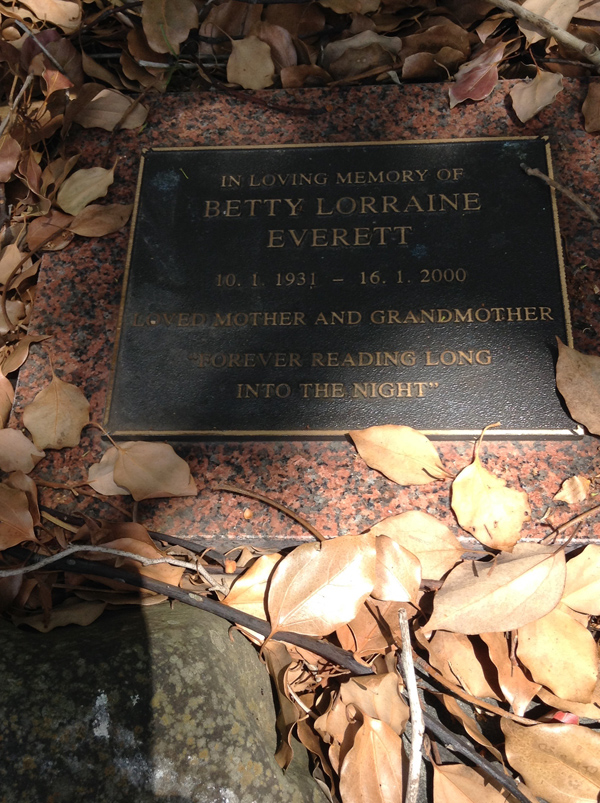 IN LOVING MEMORY OF
BETTY LORRAINE
EVERETT
10. 1. 1931 – 16. 1. 2000
LOVED MOTHER AND GRANDMOTHER
"FOREVER READING LONG
INTO THE NIGHT"